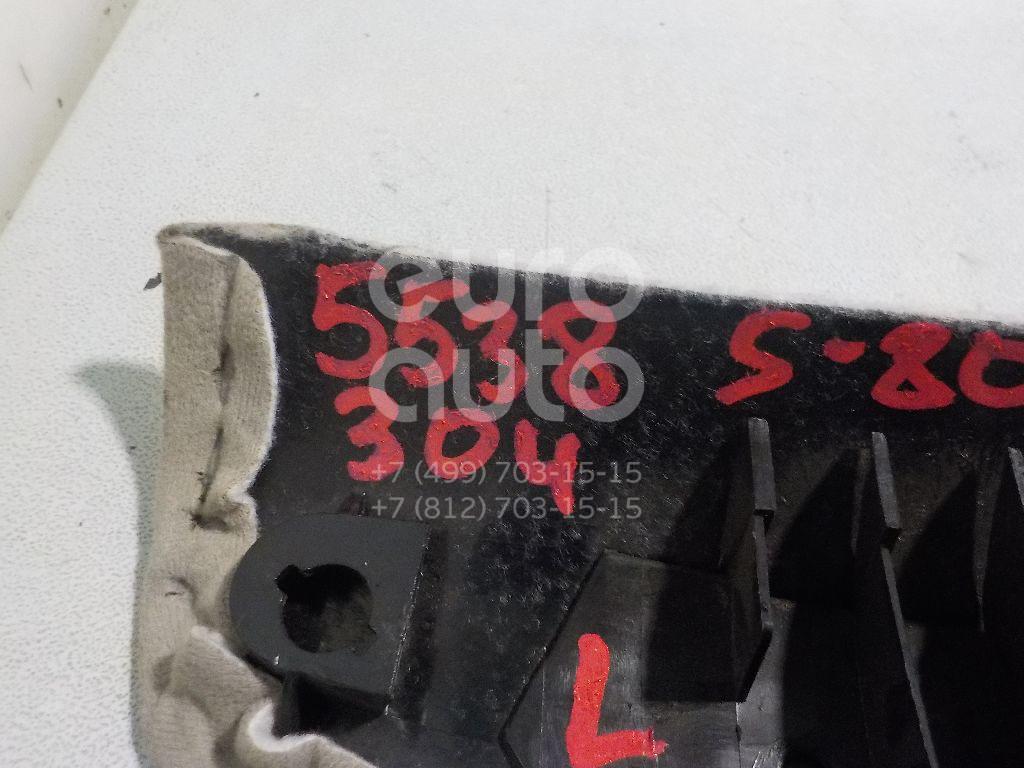 5538 S-80
304
L
euro
auto
+7 (499) 703-15-15
+7 (812) 703-15-15